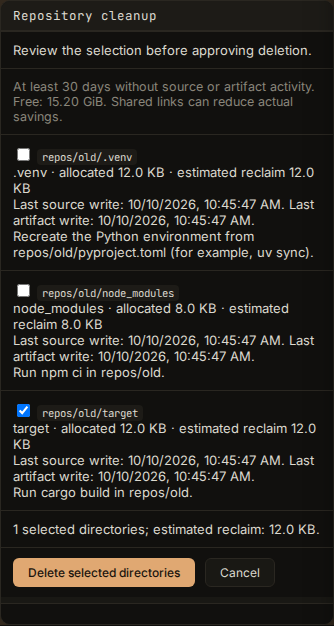 Repository cleanup
Review the selection before approving deletion.
At least 30 days without source or artifact activity.
Free: 15.20 GiB. Shared links can reduce actual
savings.
repos/old/.venv
.venv · allocated 12.0 KB · estimated reclaim 12.0
KB
Last source write: 10/10/2026, 10:45:47 AM. Last
artifact write: 10/10/2026, 10:45:47 AM.
Recreate the Python environment from
repos/old/pyproject.toml (for example, uv sync).
repos/old/node_modules
node_modules · allocated 8.0 KB · estimated
reclaim 8.0 KB
Last source write: 10/10/2026, 10:45:47 AM. Last
artifact write: 10/10/2026, 10:45:47 AM.
Run npm ci in repos/old.
repos/old/target
target · allocated 12.0 KB · estimated reclaim 12.0
KB
Last source write: 10/10/2026, 10:45:47 AM. Last
artifact write: 10/10/2026, 10:45:47 AM.
Run cargo build in repos/old.
1 selected directories; estimated reclaim: 12.0 KB.
Delete selected directories
Cancel